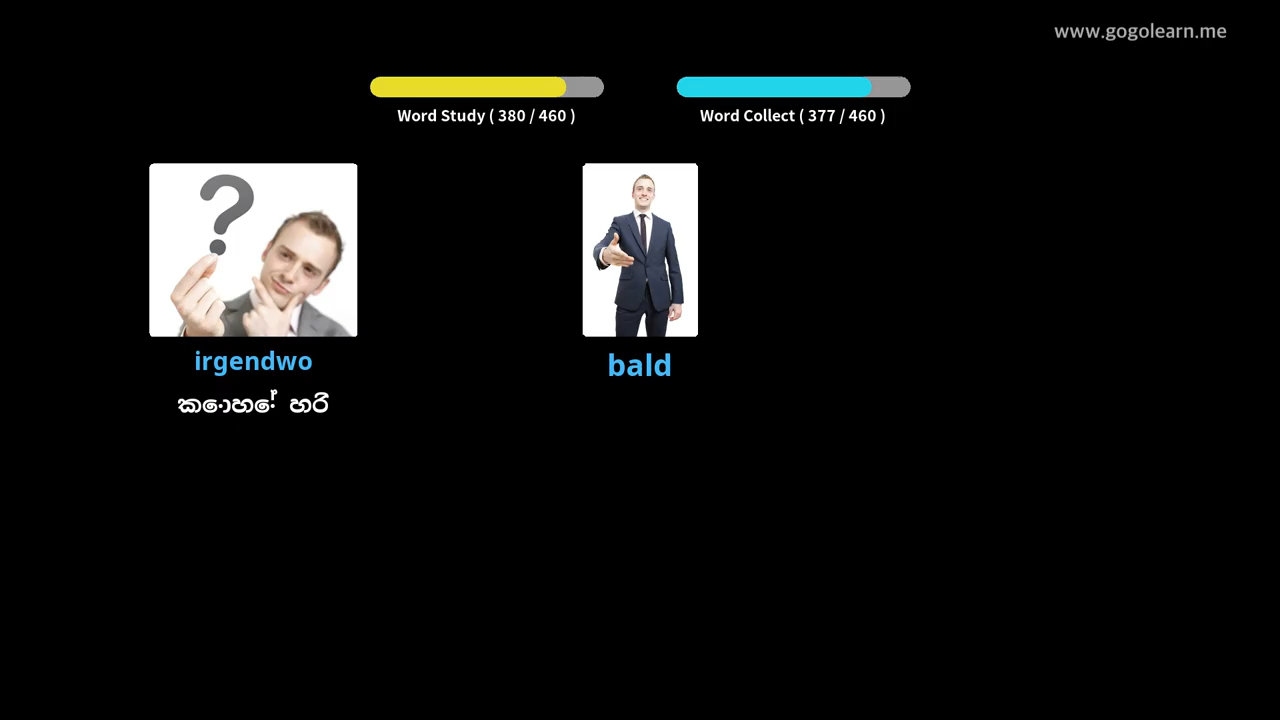 www.gogolearn.me
Word Study ( 380 / 460 )
Word Collect ( 377 / 460 )
irgendwo
bald
කොහේ හරි